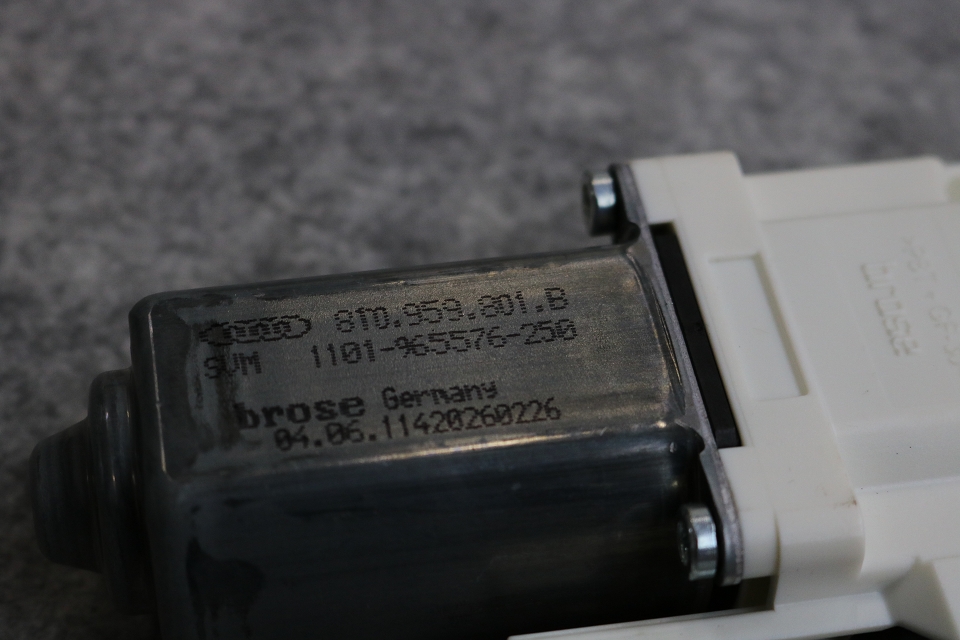 8T0.959.801.B
SVM 1101-965576-250
brose Germany
04.06.11420260226